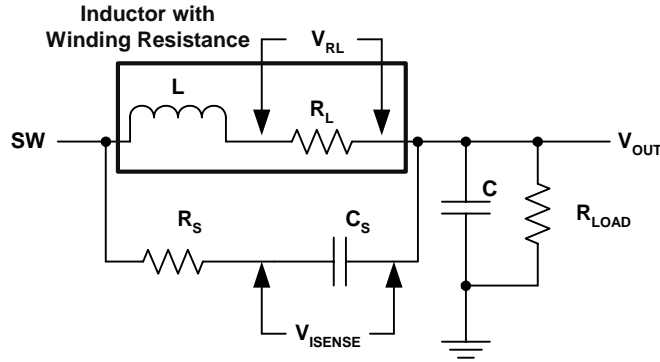 Inductor with
Winding Resistance
V_RL
L
R_L
SW
V_OUT
C
R_LOAD
R_S
C_S
V_ISENSE